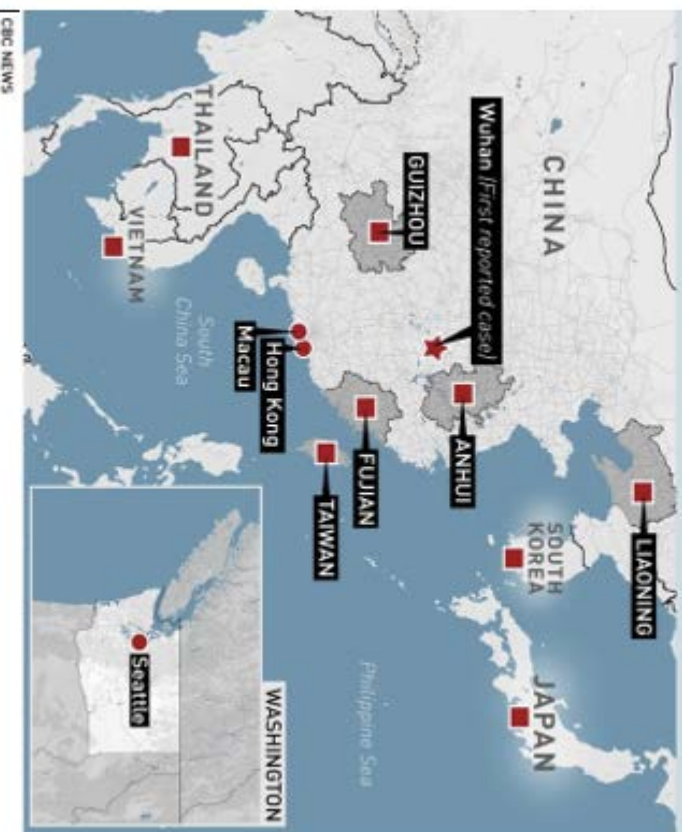 CHINA
LIAONING
Wuhan (First reported case)
SOUTH
KOREA
JAPAN
ANHUI
GUIZHOU
FUJIAN
TAIWAN
Hong Kong
Macau
Philippine Sea
South
China Sea
THAILAND
VIETNAM
WASHINGTON
Seattle
CBC NEWS